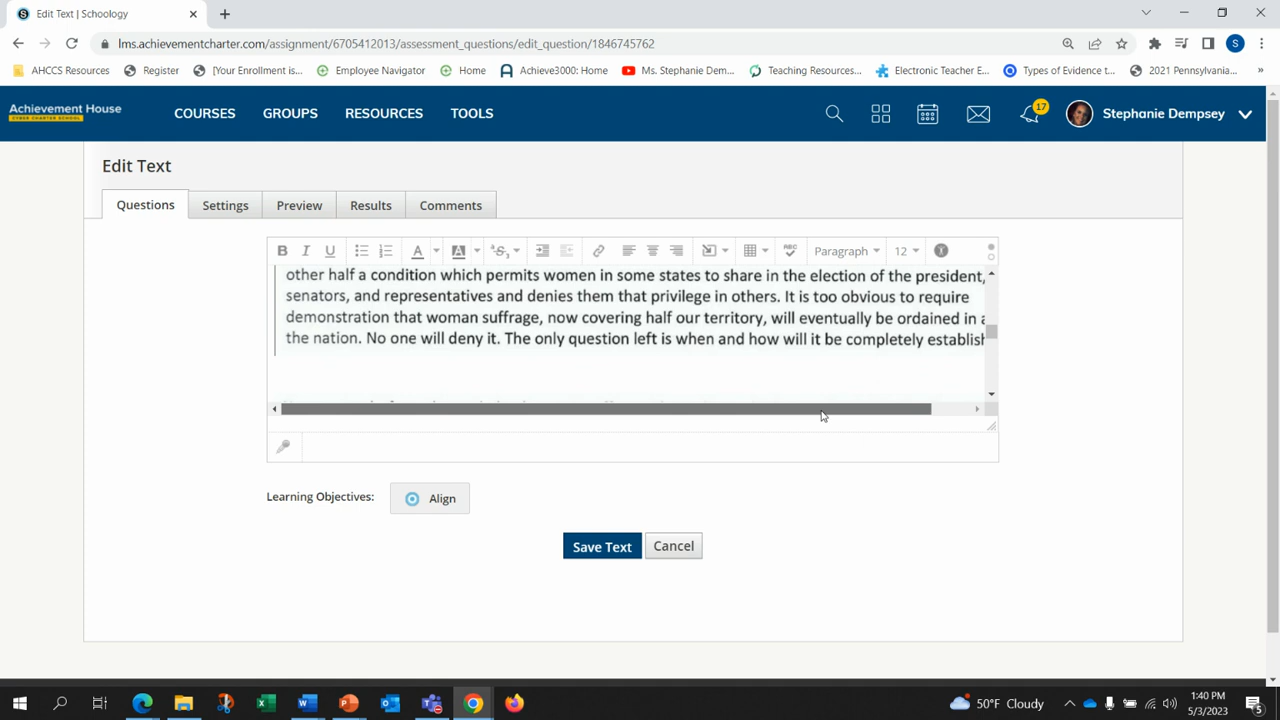 Edit Text | Schoology
lms.achievementcharter.com/assignment/6705412013/assessment_questions/edit_question/1846745762
S
AHCCS Resources
Register
[Your Enrollment is...
Employee Navigator
Home
Achieve3000: Home
Ms. Stephanie Dem...
Teaching Resources...
Electronic Teacher E...
Types of Evidence t...
2021 Pennsylvania...
»
Achievement House
CYBER CHARTER SCHOOL
COURSES
GROUPS
RESOURCES
TOOLS
17
Stephanie Dempsey
Edit Text
Questions
Settings
Preview
Results
Comments
B I U
A
A
S
ABC
Paragraph
12
other half a condition which permits women in some states to share in the election of the president,
senators, and representatives and denies them that privilege in others. It is too obvious to require
demonstration that woman suffrage, now covering half our territory, will eventually be ordained in a
the nation. No one will deny it. The only question left is when and how will it be completely establish
Learning Objectives:
Align
Save Text
Cancel
50°F Cloudy
1:40 PM
5/3/2023
5